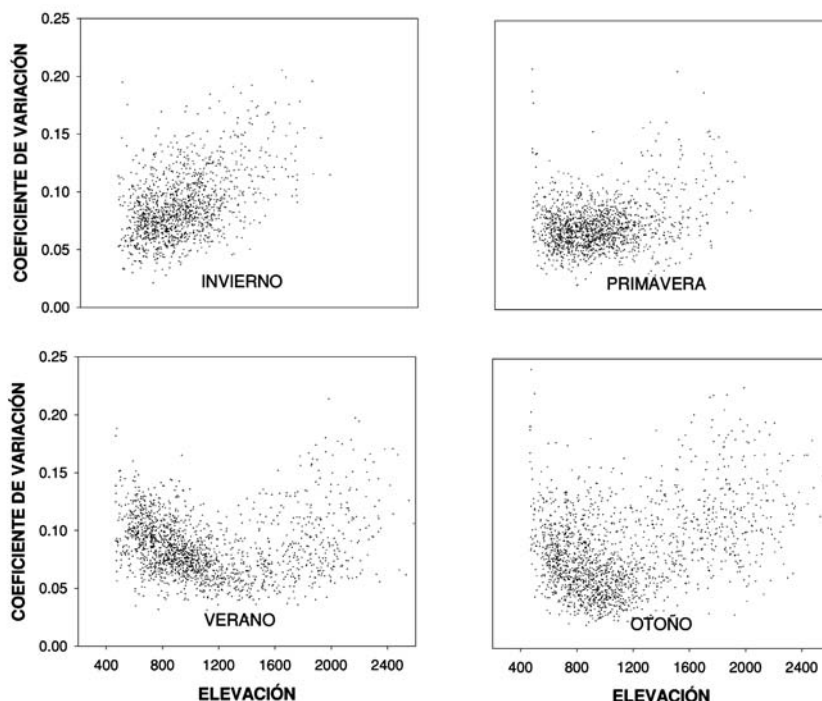 COEFICIENTE DE VARIACIÓN
0.25
0.20
0.15
0.10
0.05
0.00
INVIERNO
PRIMAVERA
COEFICIENTE DE VARIACIÓN
0.25
0.20
0.15
0.10
0.05
0.00
VERANO
OTOÑO
400 800 1200 1600 2000 2400
400 800 1200 1600 2000 2400
ELEVACIÓN
ELEVACIÓN